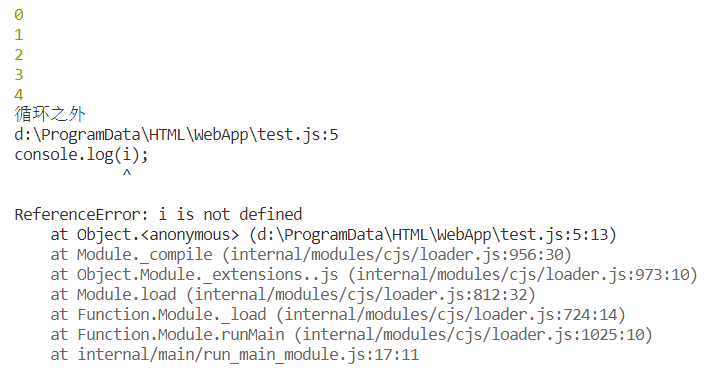 0
1
2
3
4
循环之外
d:\ProgramData\HTML\WebApp\test.js:5
console.log(i);
            ^
ReferenceError: i is not defined
    at Object.<anonymous> (d:\ProgramData\HTML\WebApp\test.js:5:13)
    at Module._compile (internal/modules/cjs/loader.js:956:30)
    at Object.Module._extensions..js (internal/modules/cjs/loader.js:973:10)
    at Module.load (internal/modules/cjs/loader.js:812:32)
    at Function.Module._load (internal/modules/cjs/loader.js:724:14)
    at Function.Module.runMain (internal/modules/cjs/loader.js:1025:10)
    at internal/main/run_main_module.js:17:11